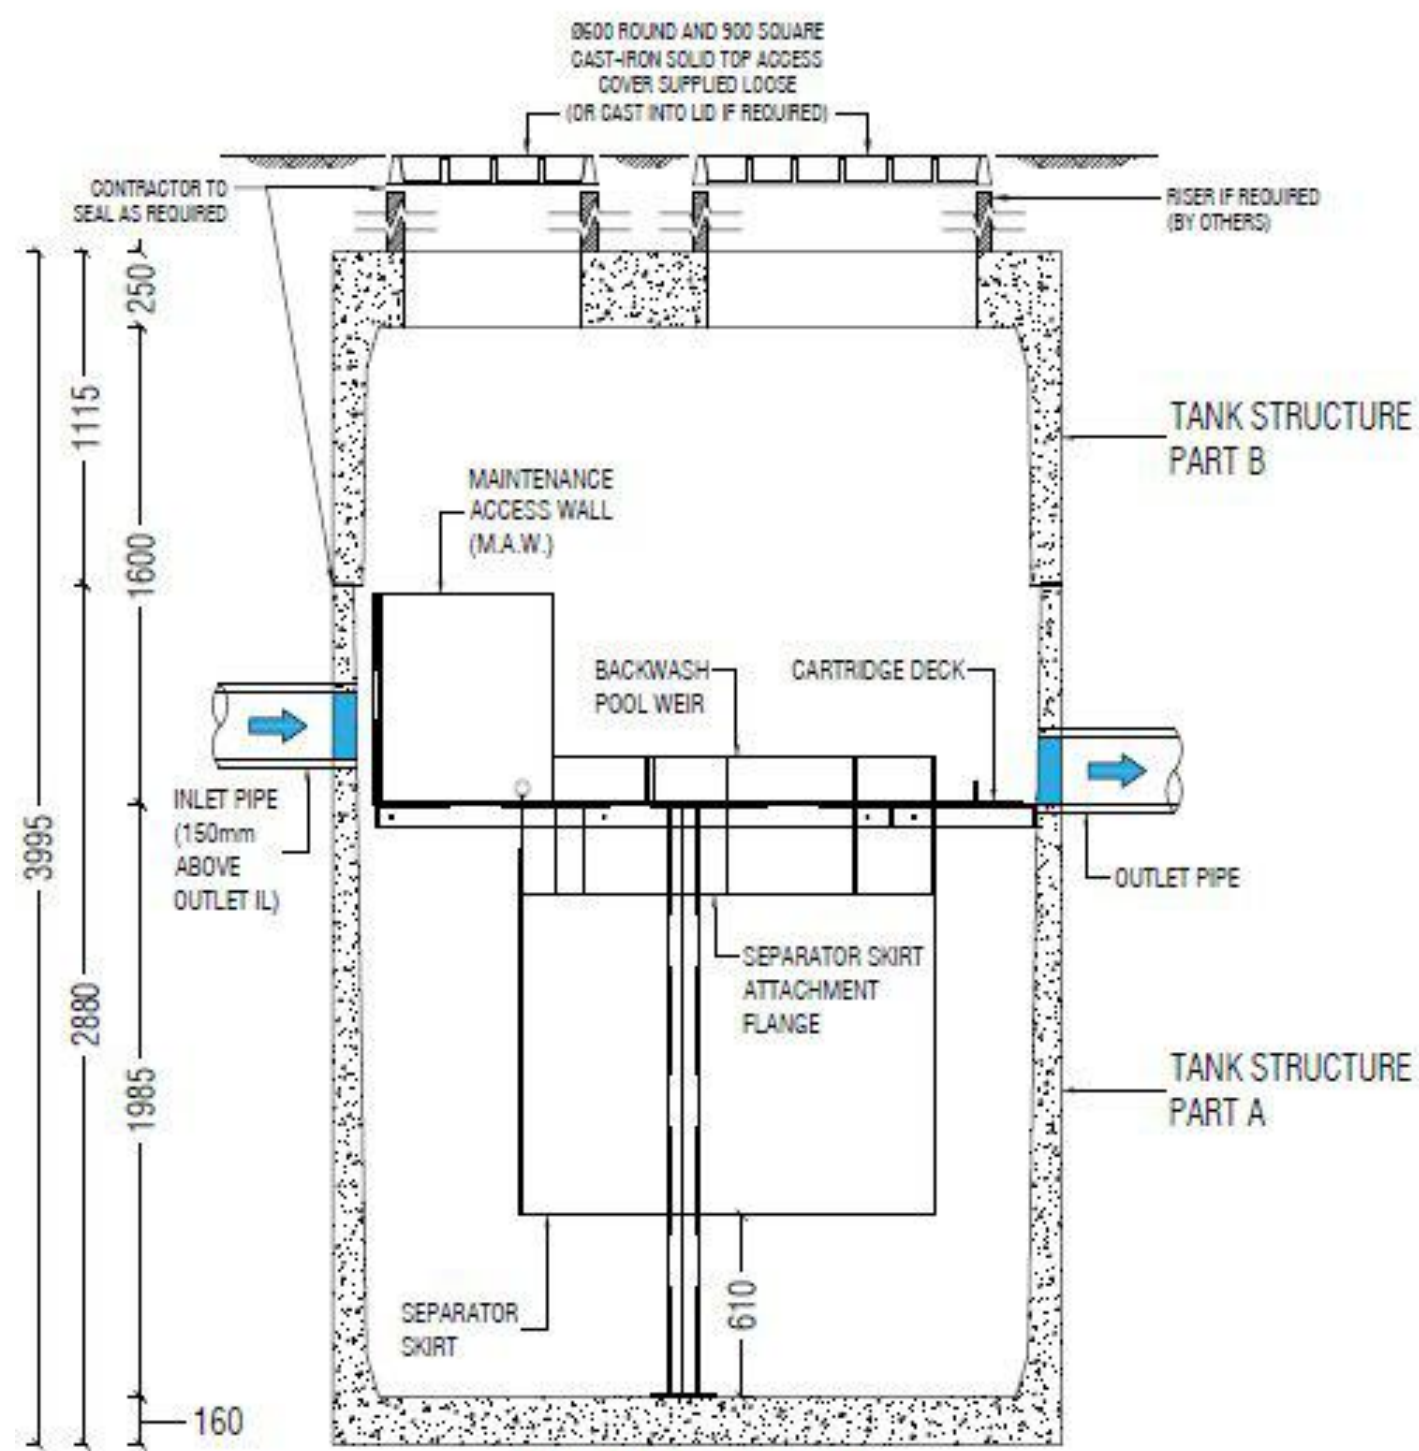 Ø600 ROUND AND 900 SQUARE
CAST-IRON SOLID TOP ACCESS
COVER SUPPLIED LOOSE
(OR CAST INTO LID IF REQUIRED)
CONTRACTOR TO
SEAL AS REQUIRED
RISER IF REQUIRED
(BY OTHERS)
250
1115
1600
3995
2880
1985
160
TANK STRUCTURE
PART B
MAINTENANCE
ACCESS WALL
(M.A.W.)
BACKWASH
POOL WEIR
CARTRIDGE DECK
INLET PIPE
(150mm
ABOVE
OUTLET IL)
OUTLET PIPE
SEPARATOR SKIRT
ATTACHMENT
FLANGE
TANK STRUCTURE
PART A
SEPARATOR
SKIRT
610